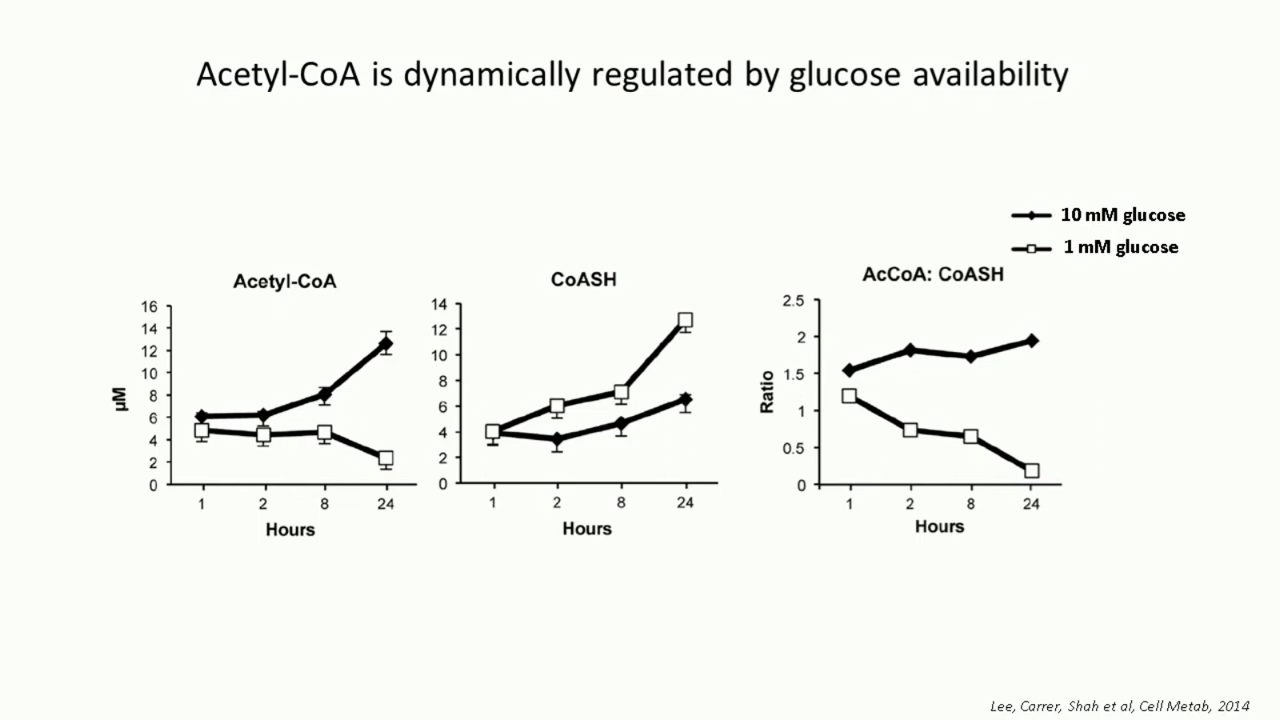 Acetyl-CoA is dynamically regulated by glucose availability
10 mM glucose
1 mM glucose
Acetyl-CoA
µM
16
14
12
10
8
6
4
2
0
1 2 8 24
Hours
CoASH
14
12
10
8
6
4
2
0
1 2 8 24
Hours
AcCoA: CoASH
Ratio
2.5
2
1.5
1
0.5
0
1 2 8 24
Hours
Lee, Carrer, Shah et al, Cell Metab, 2014